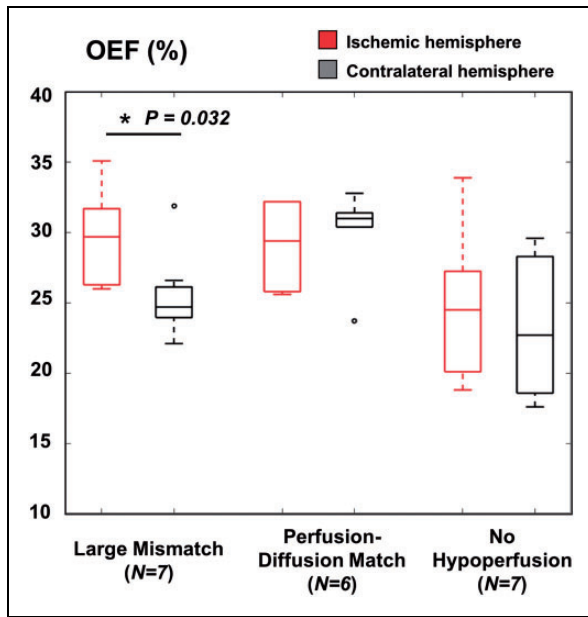 OEF (%)
Ischemic hemisphere
Contralateral hemisphere
40
* P = 0.032
35
30
25
20
15
10
Large Mismatch
(N=7)
Perfusion-
Diffusion Match
(N=6)
No
Hypoperfusion
(N=7)